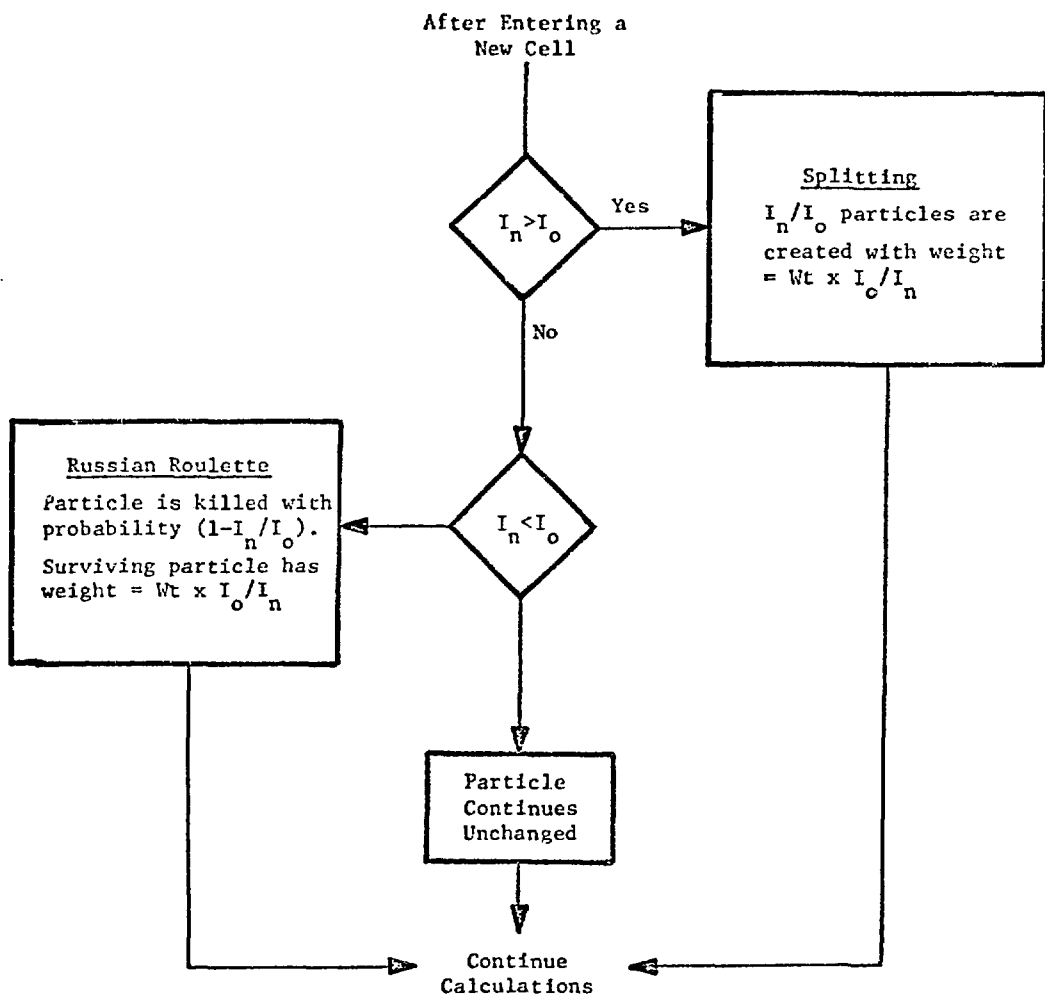 After Entering a
New Cell
I_n>I_o
Yes
Splitting
I_n/I_o particles are
created with weight
= Wt x I_o/I_n
No
Russian Roulette
Particle is killed with
probability (1-I_n/I_o).
Surviving particle has
weight = Wt x I_o/I_n
I_n<I_o
Particle
Continues
Unchanged
Continue
Calculations